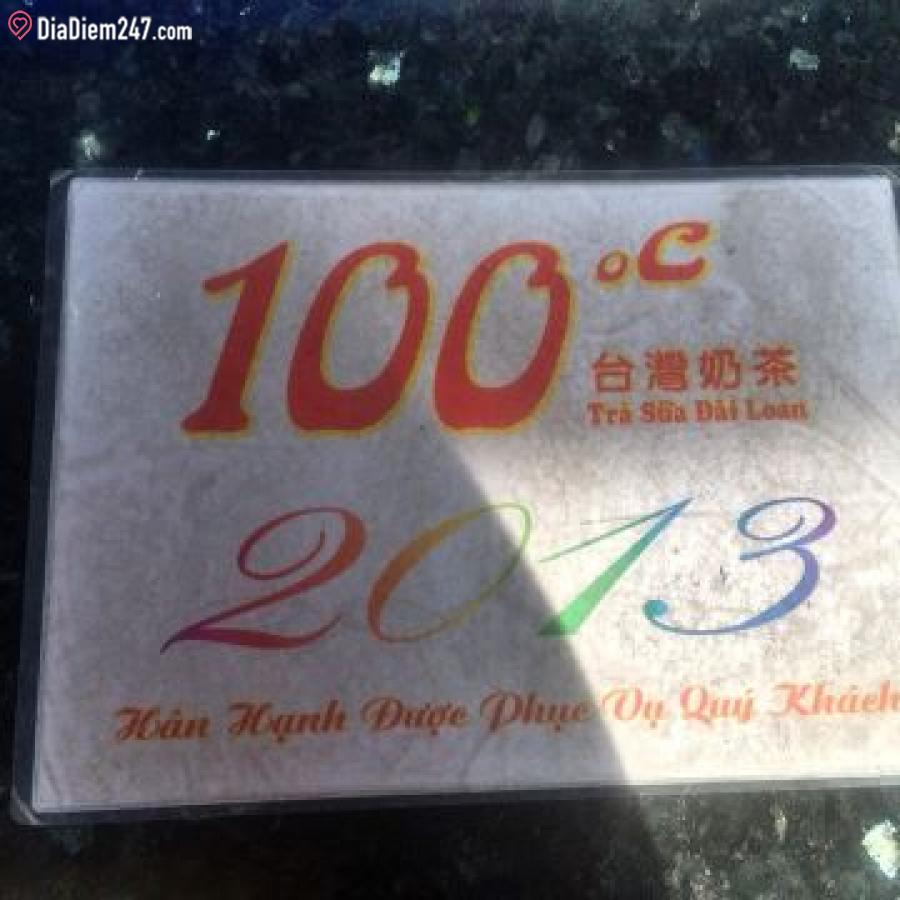 DiaDiem247.com
100°C
台灣奶茶
Trà Sữa Đài Loan
2013
Hân Hạnh Được Phục Vụ Quý Khách